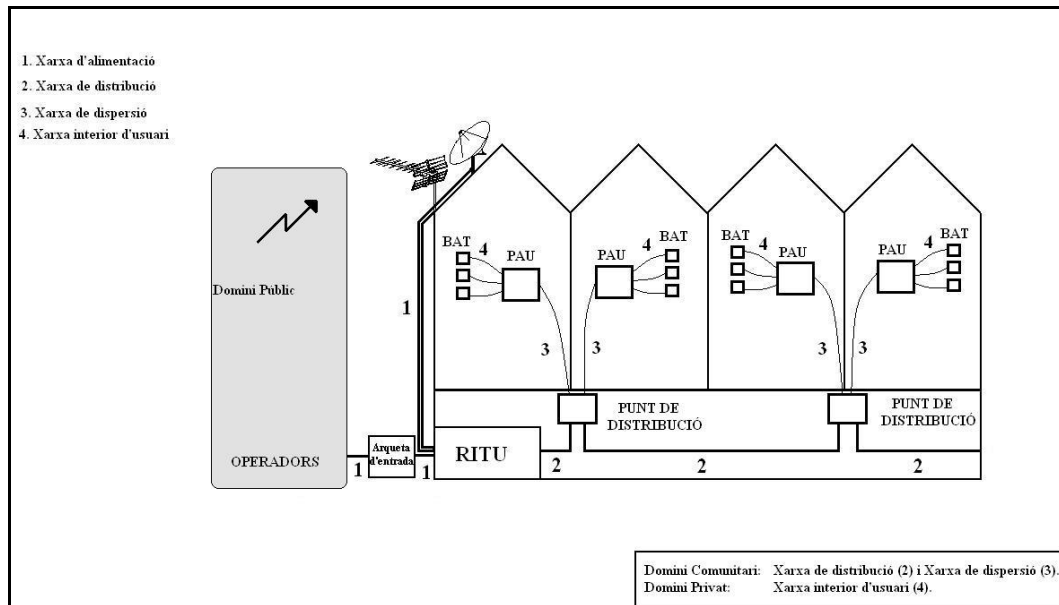 1. Xarxa d'alimentació
2. Xarxa de distribució
3. Xarxa de dispersió
4. Xarxa interior d'usuari
BAT
4
PAU
4
BAT
PAU
BAT
4
PAU
PAU
4
BAT
Domini Públic
1
3
3
3
3
PUNT DE
DISTRIBUCIÓ
PUNT DE
DISTRIBUCIÓ
OPERADORS
1
Arqueta
d'entrada
1
RITU
2
2
2
Domini Comunitari: Xarxa de distribució (2) i Xarxa de dispersió (3).
Domini Privat: Xarxa interior d'usuari (4).